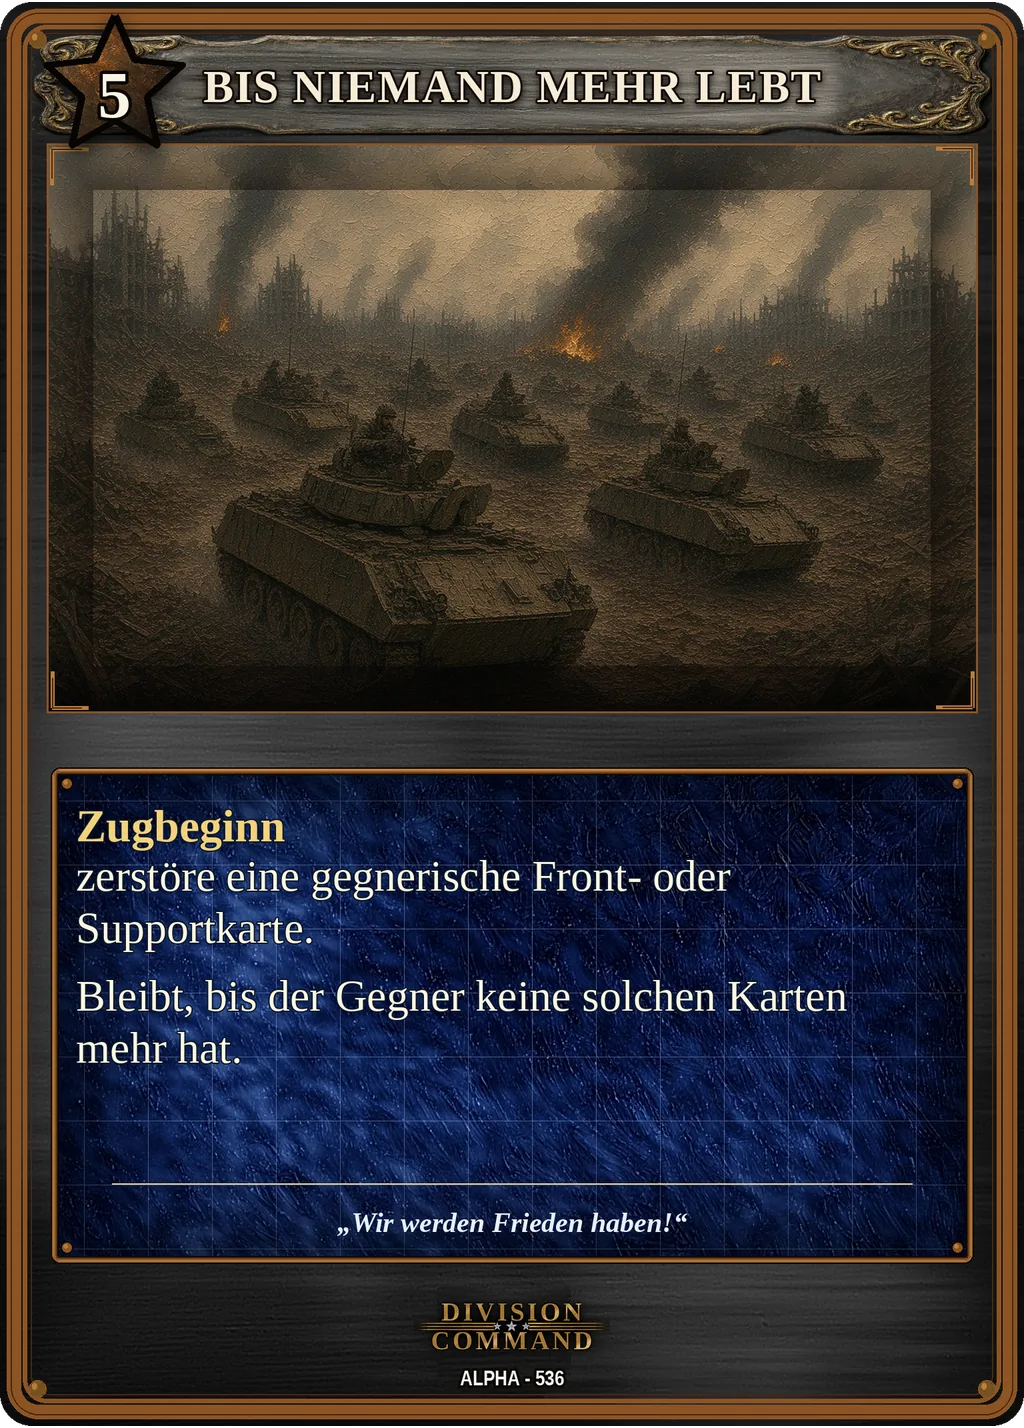 5
BIS NIEMAND MEHR LEBT
Zugbeginn
zerstöre eine gegnerische Front- oder
Supportkarte.
Bleibt, bis der Gegner keine solchen Karten
mehr hat.
„Wir werden Frieden haben!“
DIVISION
COMMAND
ALPHA - 536